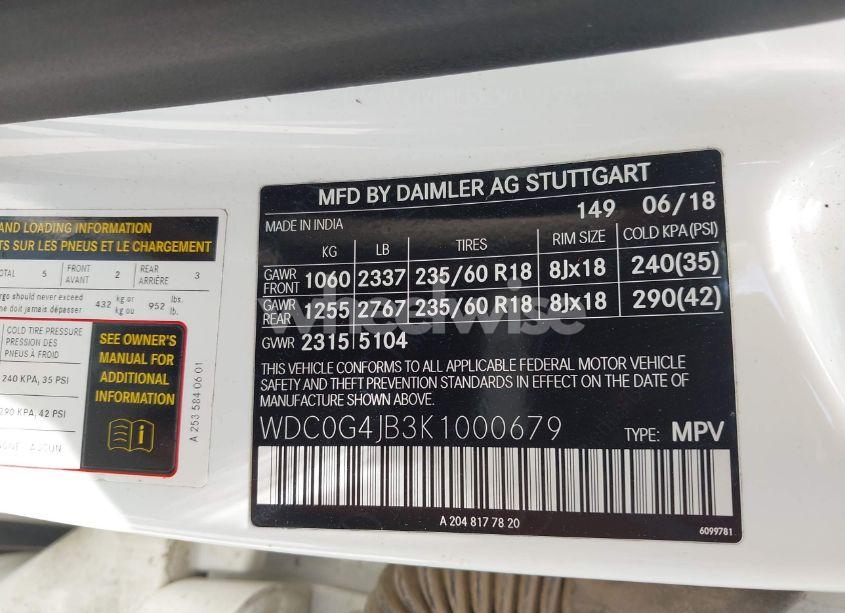 AND LOADING INFORMATION
TS SUR LES PNEUS ET LE CHARGEMENT
OTAL 5 FRONT AVANT 2 REAR ARRIÈRE 3
rgo should never exceed 432 kg or 952 lbs.
ne doit jamais dépasser kg ou lb.
COLD TIRE PRESSURE
PRESSION DES
PNEUS À FROID
240 KPA, 35 PSI
290 KPA, 42 PSI
SEE OWNER'S
MANUAL FOR
ADDITIONAL
INFORMATION
A 253 584 06 01
MFD BY DAIMLER AG STUTTGART
MADE IN INDIA 149 06/18
KG LB TIRES RIM SIZE COLD KPA (PSI)
GAWR FRONT 1060 2337 235/60 R18 8Jx18 240(35)
GAWR REAR 1255 2767 235/60 R18 8Jx18 290(42)
GVWR 2315 5104
THIS VEHICLE CONFORMS TO ALL APPLICABLE FEDERAL MOTOR VEHICLE
SAFETY AND THEFT PREVENTION STANDARDS IN EFFECT ON THE DATE OF
MANUFACTURE SHOWN ABOVE.
WDC0G4JB3K1000679 TYPE: MPV
A 204 817 78 20
6099781